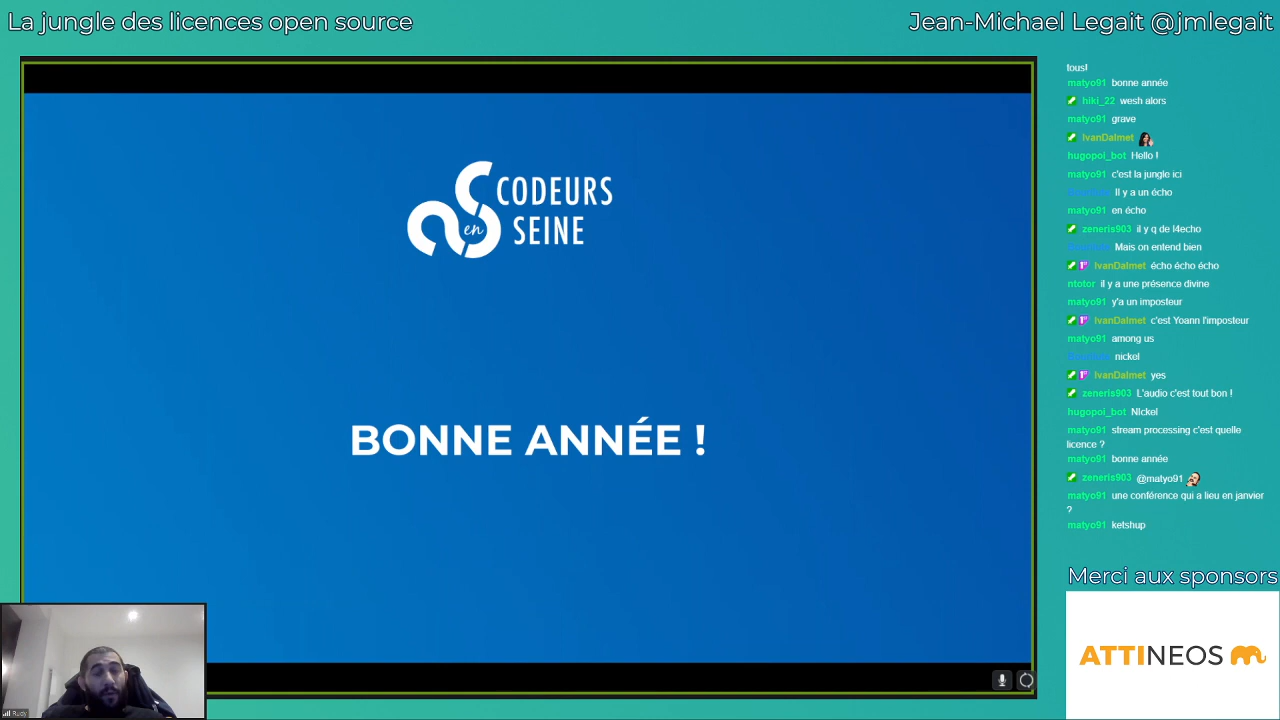 La jungle des licences open source
Jean-Michael Legait @jmlegait
CODEURS
en
SEINE
BONNE ANNÉE !
tous!
matyo91 bonne année
hiki_22 wesh alors
matyo91 grave
IvanDalmet
hugopoi_bot Hello !
matyo91 c'est la jungle ici
Il y a un écho
matyo91 en écho
zeneris903 il y q de l4echo
Mais on entend bien
IvanDalmet écho écho écho
ntotor il y a une présence divine
matyo91 y'a un imposteur
IvanDalmet c'est Yoann l'imposteur
matyo91 among us
nickel
IvanDalmet yes
zeneris903 L'audio c'est tout bon !
hugopoi_bot NIckel
matyo91 stream processing c'est quelle
licence ?
matyo91 bonne année
zeneris903 @matyo91
matyo91 une conférence qui a lieu en janvier
?
matyo91 ketshup
Merci aux sponsors
ATTINEOS
Rudy